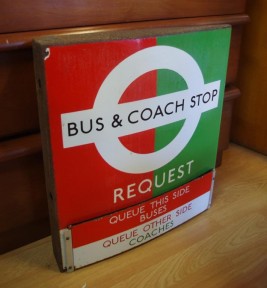 BUS & COACH STOP
REQUEST
QUEUE THIS SIDE
BUSES
QUEUE OTHER SIDE
COACHES